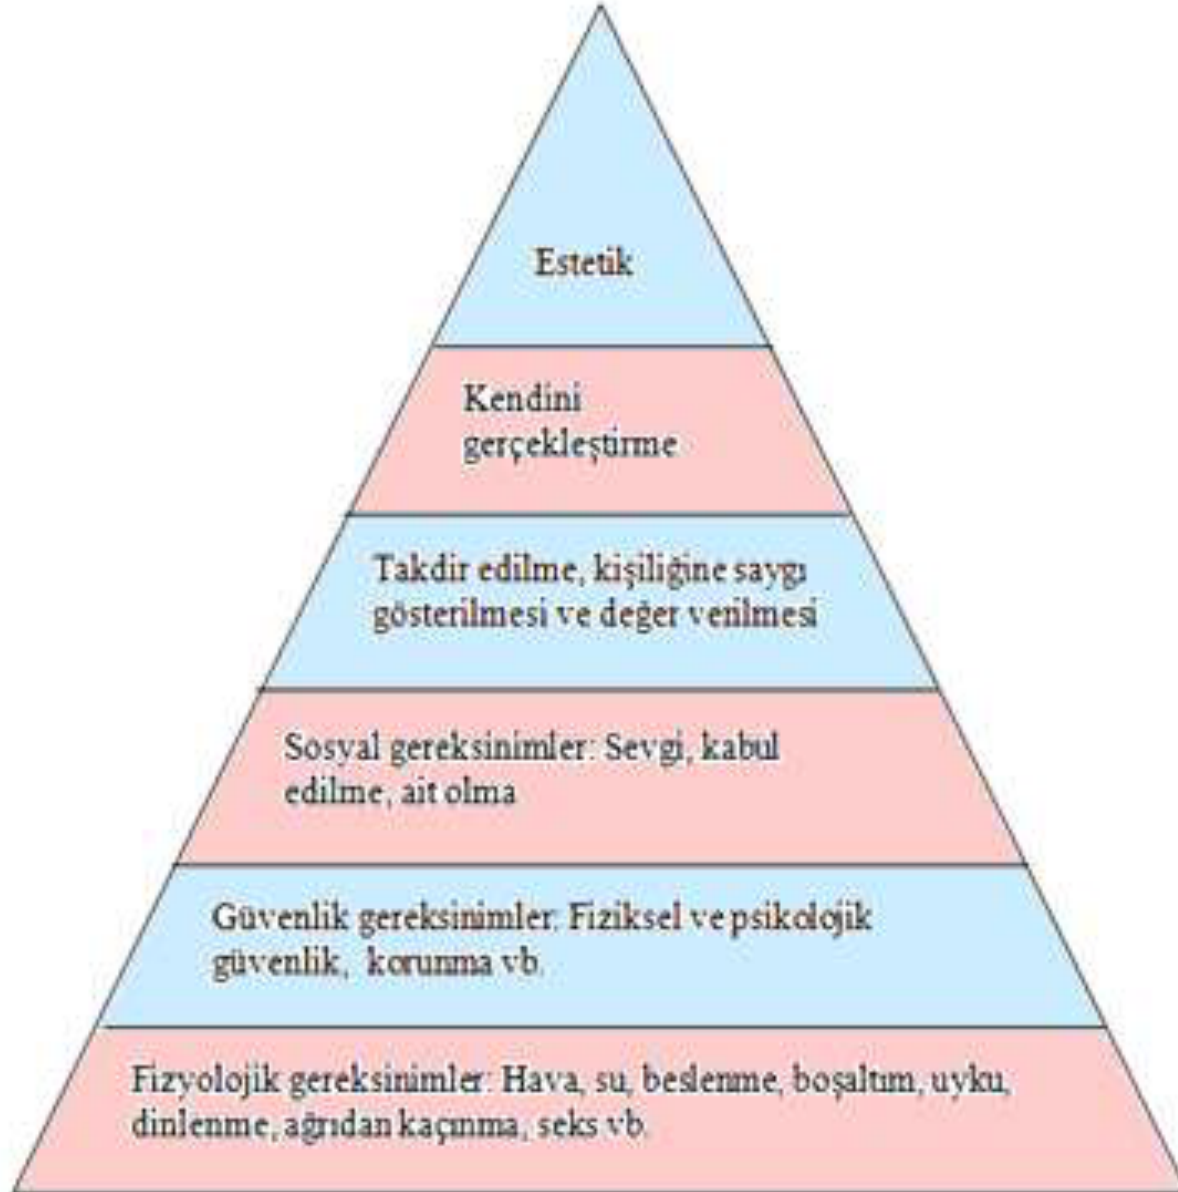 Estetik
Kendini
gerçekleştirme
Takdir edilme, kişiliğine saygı
gösterilmesi ve değer verilmesi
Sosyal gereksinimler: Sevgi, kabul
edilme, ait olma
Güvenlik gereksinimler: Fiziksel ve psikolojik
güvenlik, korunma vb.
Fizyolojik gereksinimler: Hava, su, beslenme, boşaltım, uyku,
dinlenme, ağrıdan kaçınma, seks vb.